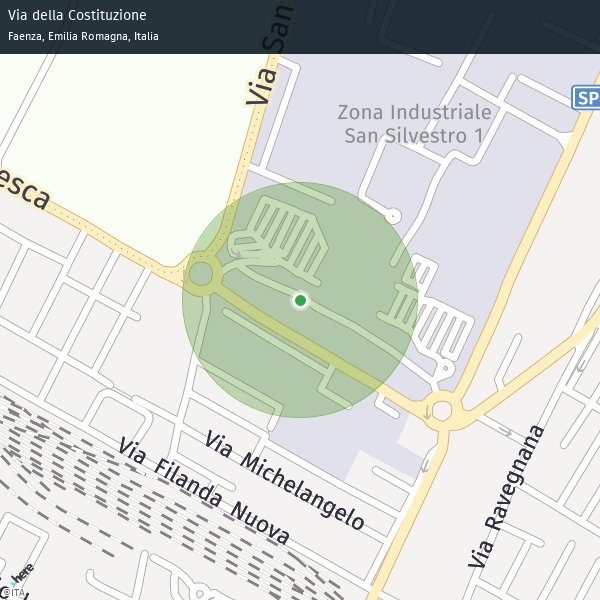 Via della Costituzione
Faenza, Emilia Romagna, Italia
Via San
Zona Industriale
San Silvestro 1
SP
esca
Via Michelangelo
Via Filanda Nuova
Via Ravegnana
here
©ITA